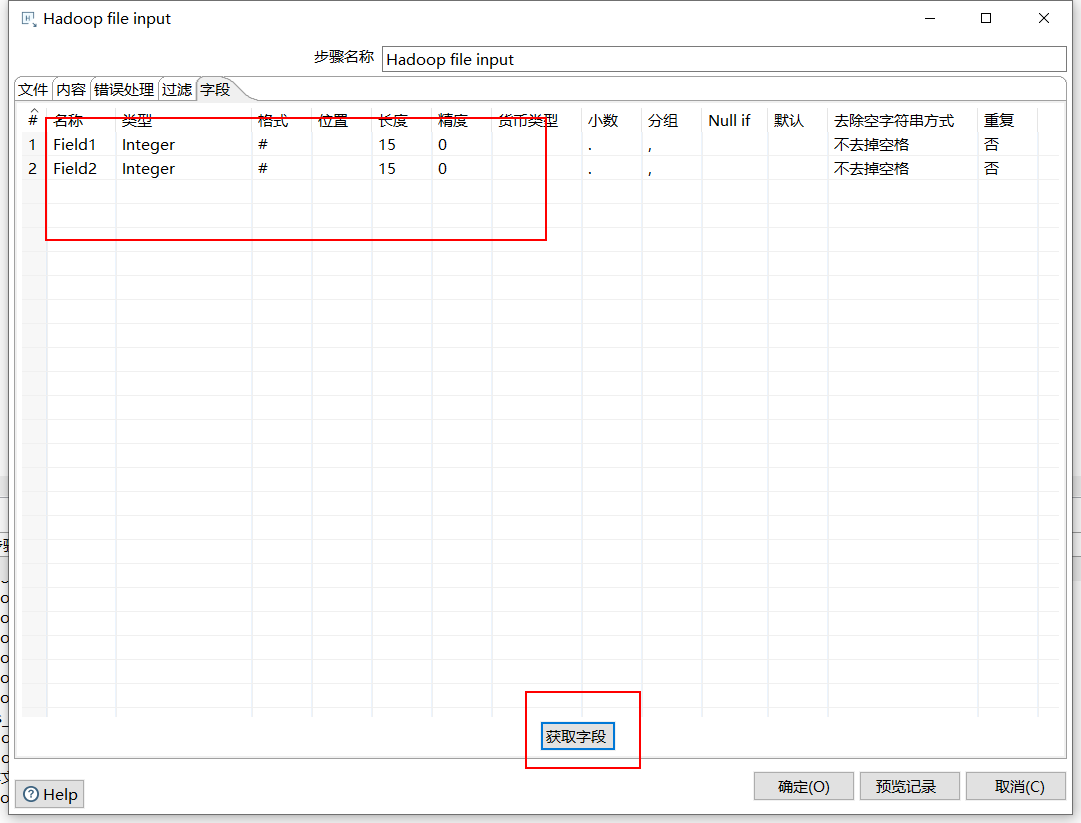 Hadoop file input
步骤名称 Hadoop file input
文件 内容 错误处理 过滤 字段
# 名称 类型 格式 位置 长度 精度 货币类型 小数 分组 Null if 默认 去除空字符串方式 重复
1 Field1 Integer # 15 0 . , 不去掉空格 否
2 Field2 Integer # 15 0 . , 不去掉空格 否
获取字段
Help 确定(O) 预览记录 取消(C)